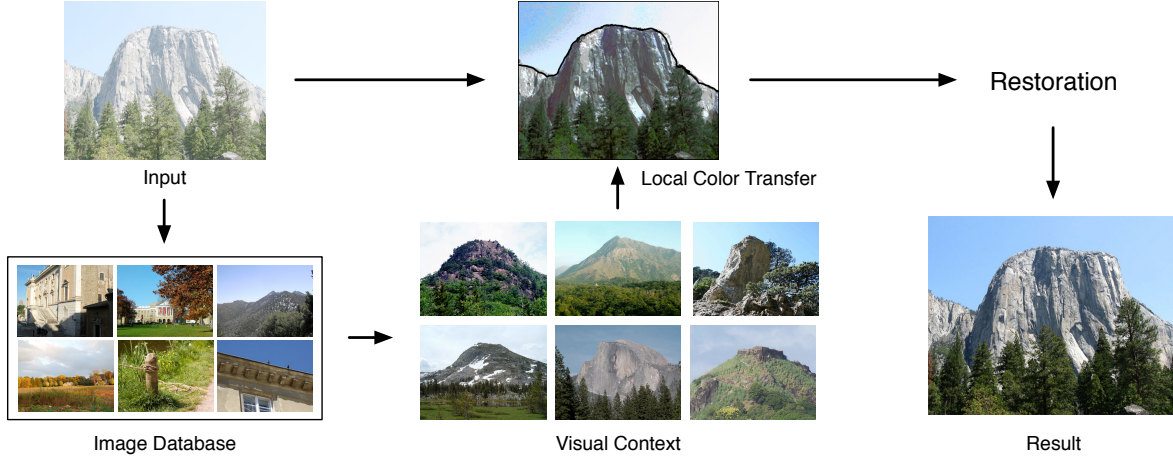 Input
Local Color Transfer
Restoration
Image Database
Visual Context
Result